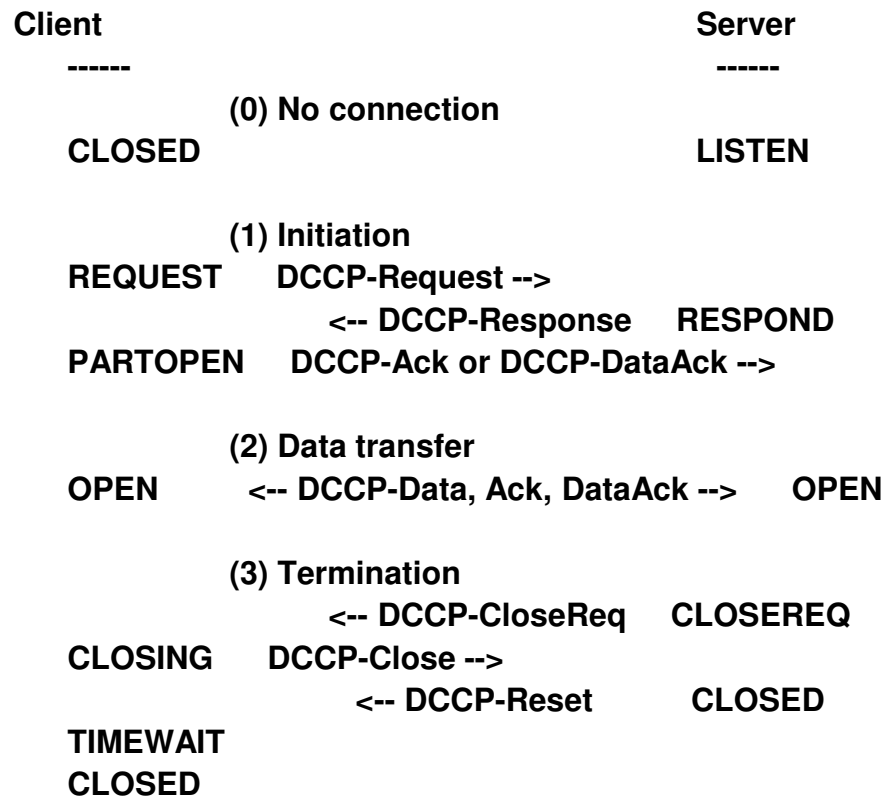 Client Server
------ ------
(0) No connection
CLOSED LISTEN
(1) Initiation
REQUEST DCCP-Request -->
<-- DCCP-Response RESPOND
PARTOPEN DCCP-Ack or DCCP-DataAck -->
(2) Data transfer
OPEN <-- DCCP-Data, Ack, DataAck --> OPEN
(3) Termination
<-- DCCP-CloseReq CLOSEREQ
CLOSING DCCP-Close -->
<-- DCCP-Reset CLOSED
TIMEWAIT
CLOSED